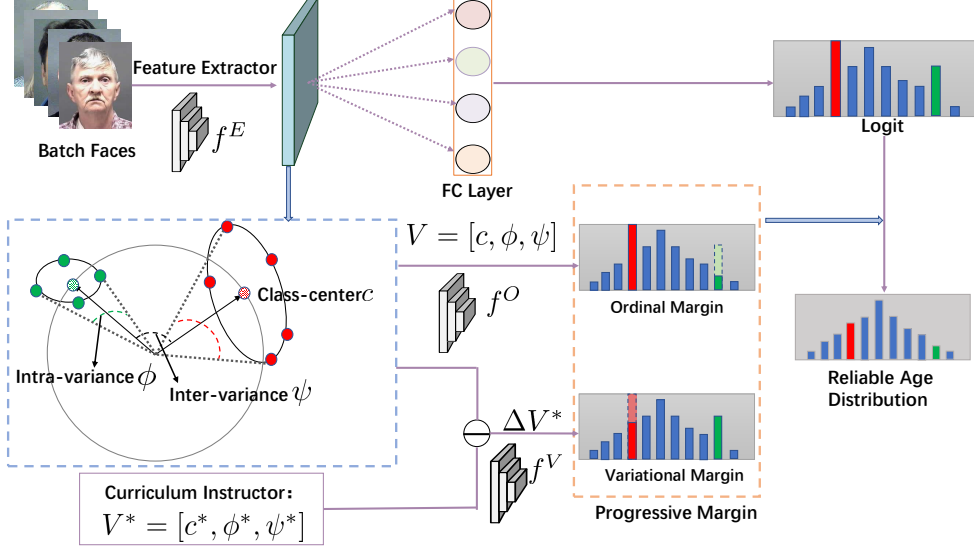 Feature Extractor
f^E
Batch Faces
FC Layer
Logit
V = [c, ϕ, ψ]
f^O
Class-center c
Intra-variance ϕ
Inter-variance ψ
Ordinal Margin
Reliable Age
Distribution
ΔV*
f^V
Variational Margin
Progressive Margin
Curriculum Instructor:
V* = [c*, ϕ*, ψ*]